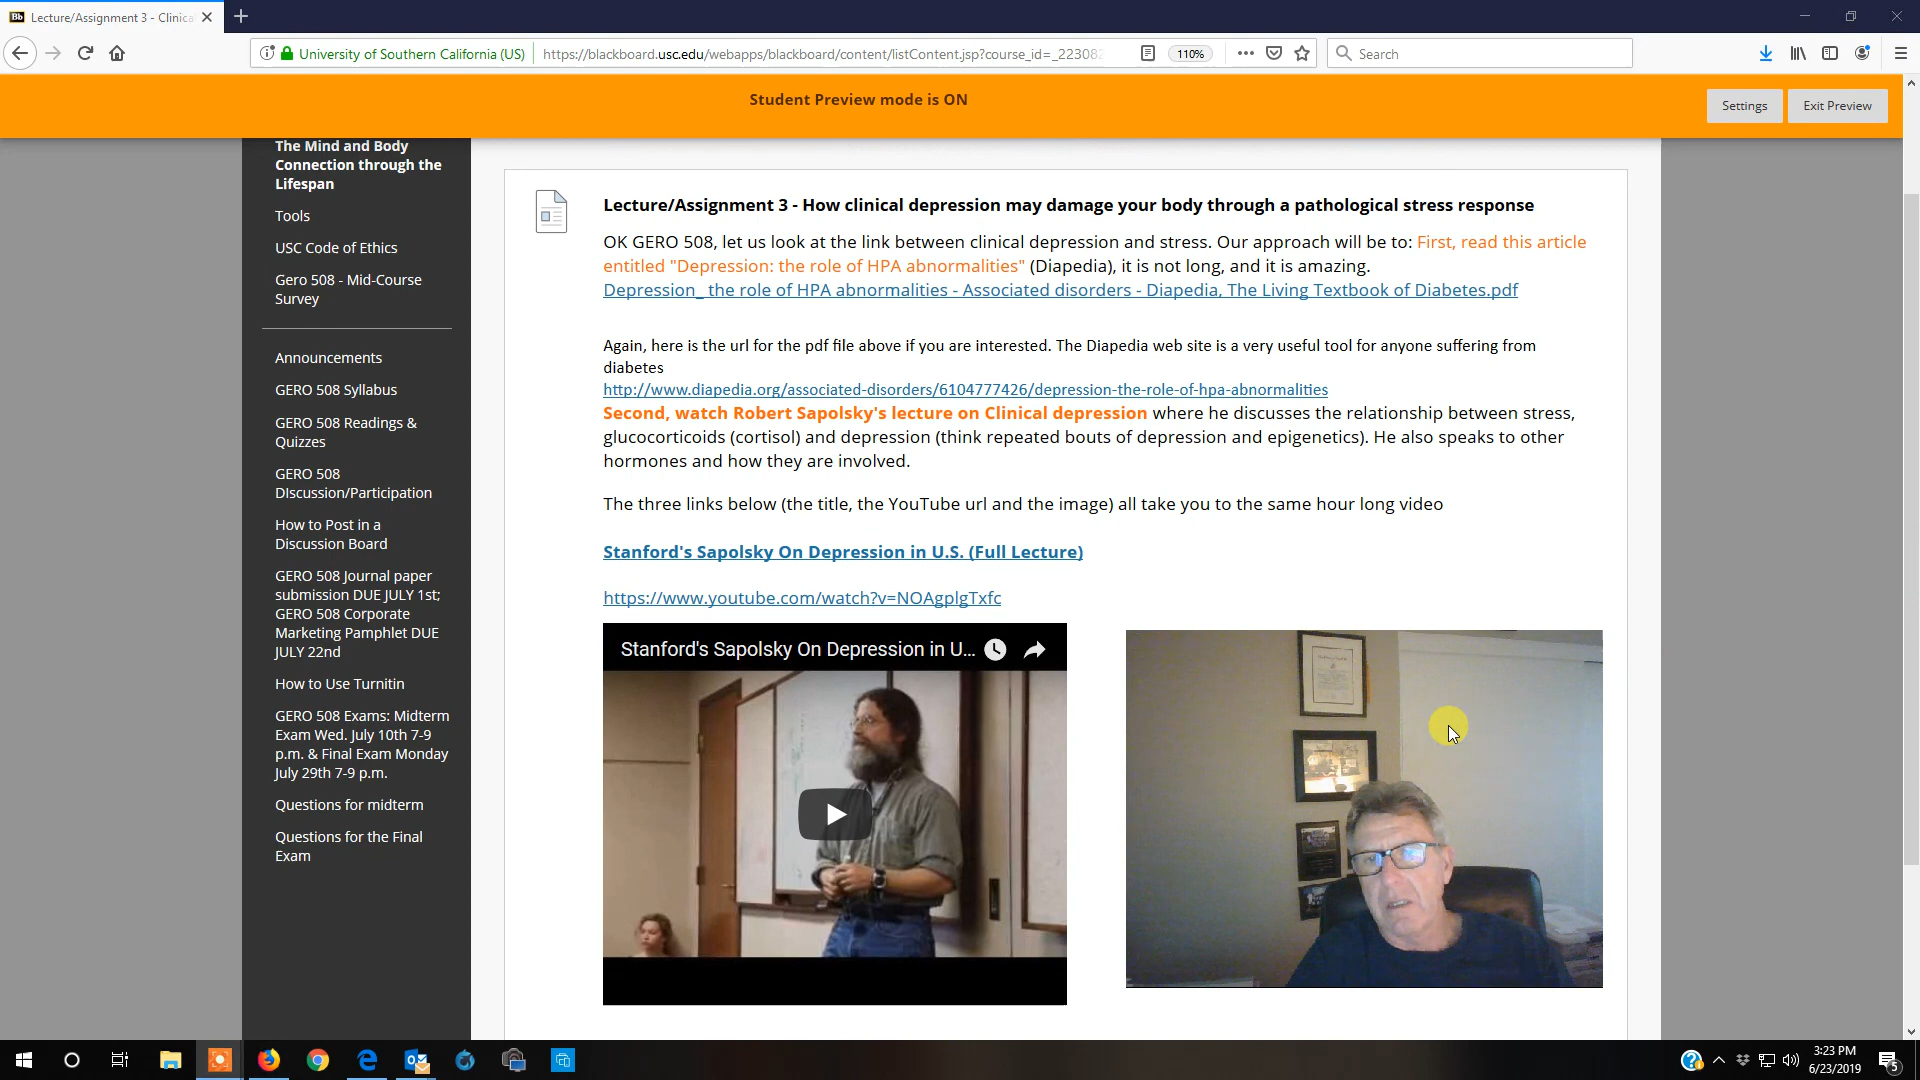 Lecture/Assignment 3 - Clinica
University of Southern California (US)
https://blackboard.usc.edu/webapps/blackboard/content/listContent.jsp?course_id=_22308
110%
Search
Student Preview mode is ON
Settings
Exit Preview
The Mind and Body
Connection through the
Lifespan
Tools
USC Code of Ethics
Gero 508 - Mid-Course
Survey
Announcements
GERO 508 Syllabus
GERO 508 Readings &
Quizzes
GERO 508
DIscussion/Participation
How to Post in a
Discussion Board
GERO 508 Journal paper
submission DUE JULY 1st;
GERO 508 Corporate
Marketing Pamphlet DUE
JULY 22nd
How to Use Turnitin
GERO 508 Exams: Midterm
Exam Wed. July 10th 7-9
p.m. & Final Exam Monday
July 29th 7-9 p.m.
Questions for midterm
Questions for the Final
Exam
Lecture/Assignment 3 - How clinical depression may damage your body through a pathological stress response
OK GERO 508, let us look at the link between clinical depression and stress. Our approach will be to: First, read this article
entitled "Depression: the role of HPA abnormalities" (Diapedia), it is not long, and it is amazing.
Depression_ the role of HPA abnormalities - Associated disorders - Diapedia, The Living Textbook of Diabetes.pdf
Again, here is the url for the pdf file above if you are interested. The Diapedia web site is a very useful tool for anyone suffering from
diabetes
http://www.diapedia.org/associated-disorders/6104777426/depression-the-role-of-hpa-abnormalities
Second, watch Robert Sapolsky's lecture on Clinical depression where he discusses the relationship between stress,
glucocorticoids (cortisol) and depression (think repeated bouts of depression and epigenetics). He also speaks to other
hormones and how they are involved.
The three links below (the title, the YouTube url and the image) all take you to the same hour long video
Stanford's Sapolsky On Depression in U.S. (Full Lecture)
https://www.youtube.com/watch?v=NOAgplgTxfc
Stanford's Sapolsky On Depression in U...
3:23 PM
6/23/2019
5